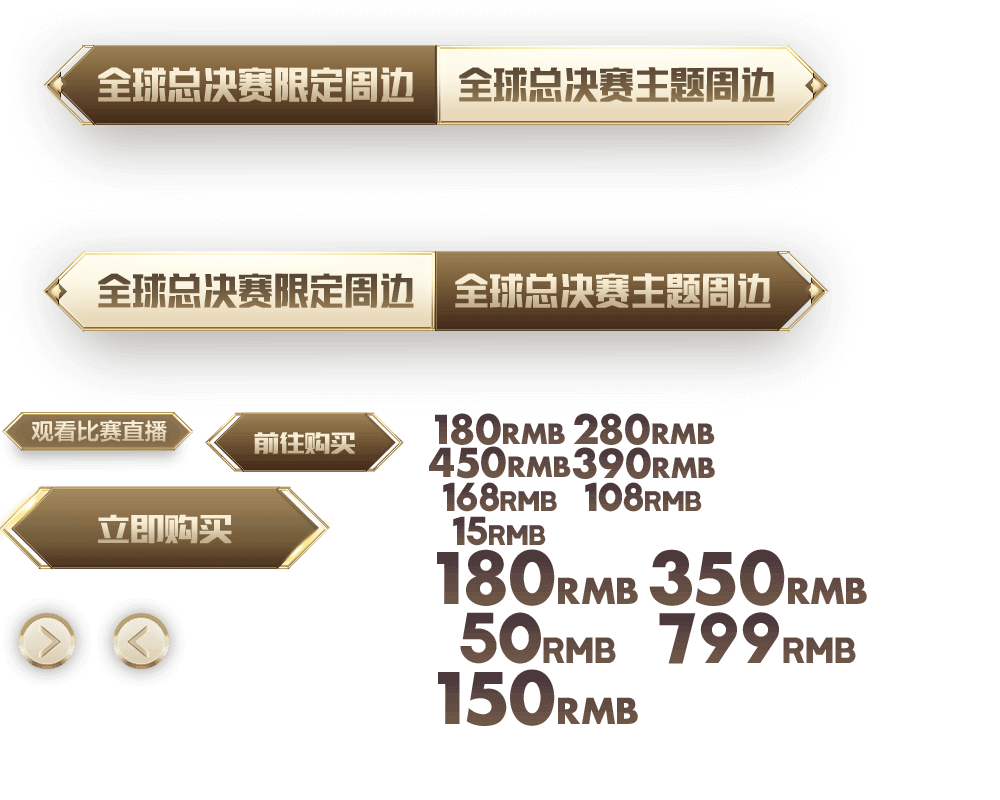 全球总决赛限定周边 全球总决赛主题周边
全球总决赛限定周边 全球总决赛主题周边
观看比赛直播
前往购买
立即购买
180RMB 280RMB
450RMB 390RMB
168RMB 108RMB
15RMB
180RMB 350RMB
50RMB 799RMB
150RMB